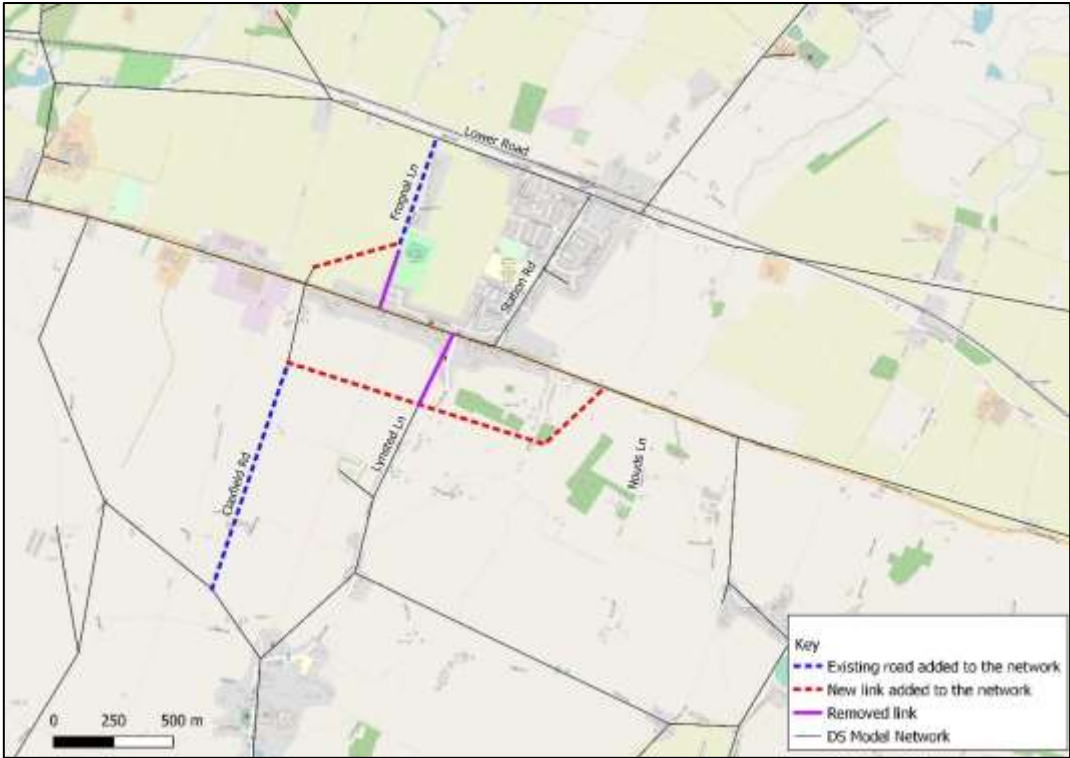 Lower Road
Frognal Ln
Station Rd
Lynsted Ln
Claxfield Rd
Nouds Ln
Key
Existing road added to the network
New link added to the network
Removed link
DS Model Network
0 250 500 m